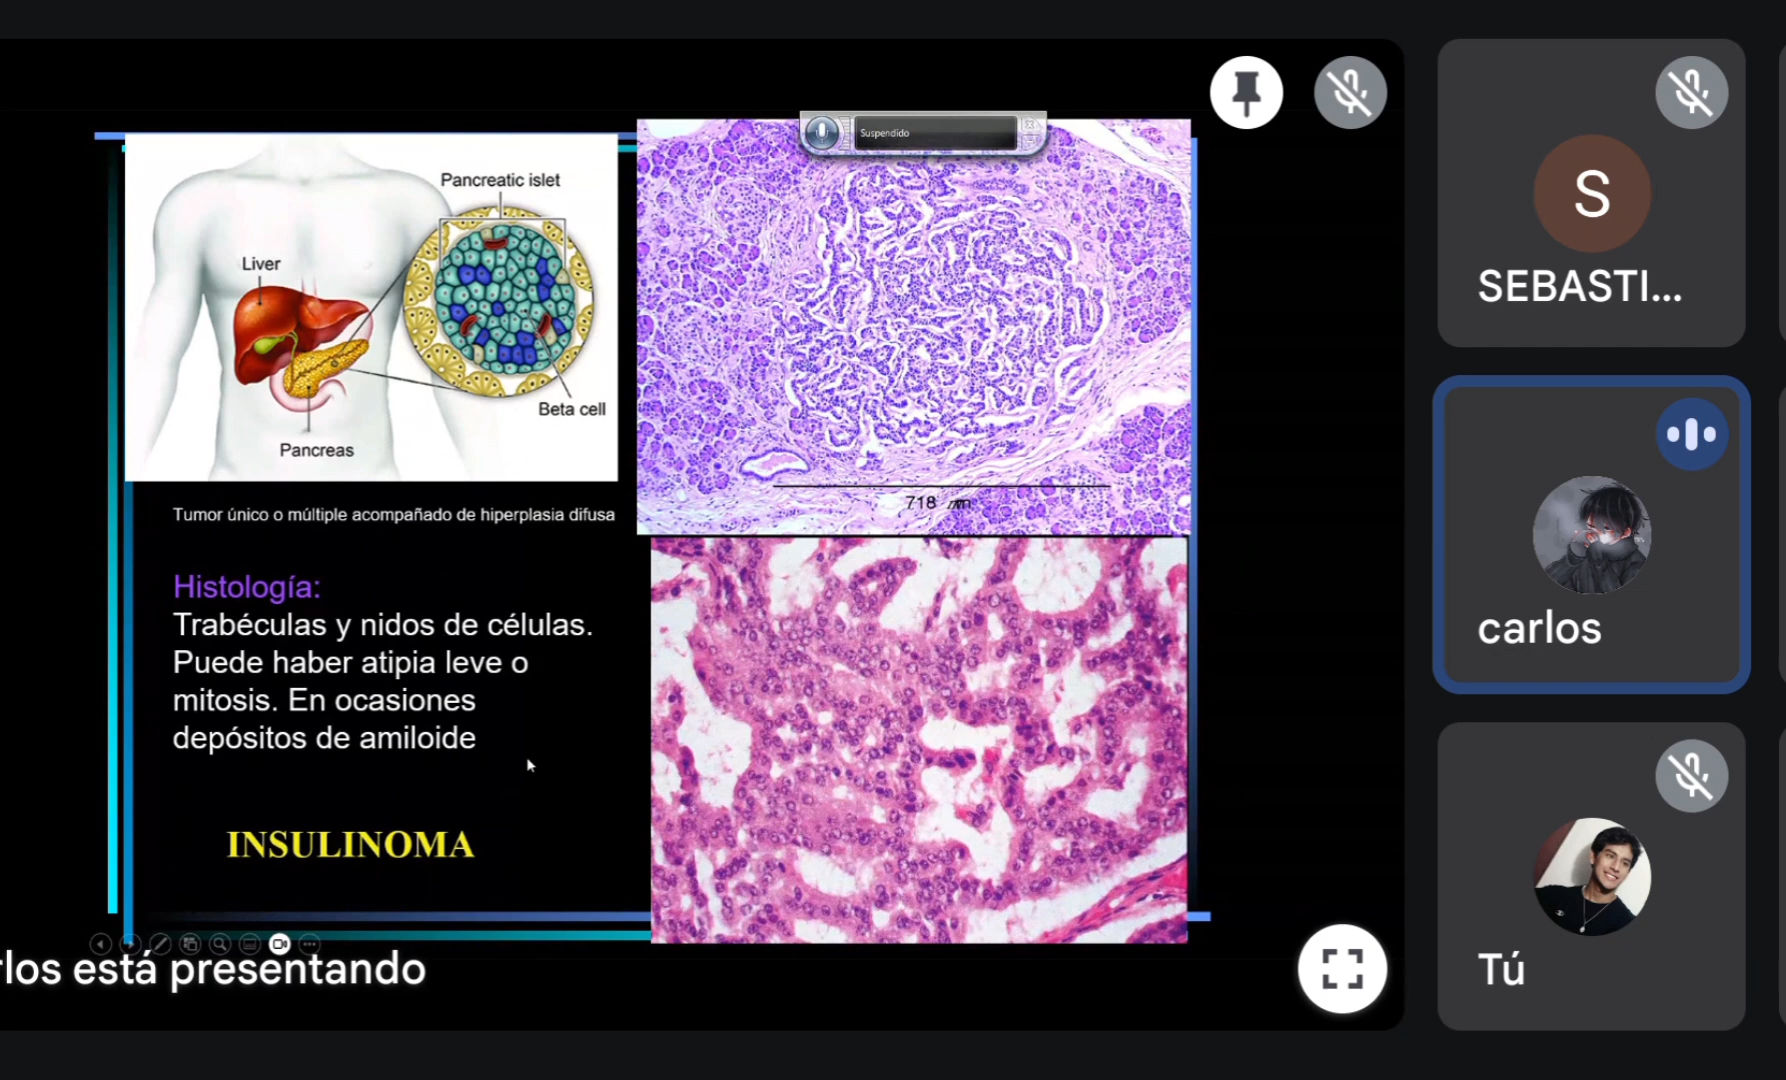 Suspendido
Pancreatic islet
Liver
Beta cell
Pancreas
718
Tumor único o múltiple acompañado de hiperplasia difusa
Histología:
Trabéculas y nidos de células.
Puede haber atipia leve o
mitosis. En ocasiones
depósitos de amiloide
INSULINOMA
rlos está presentando
S
SEBASTI...
carlos
Tú